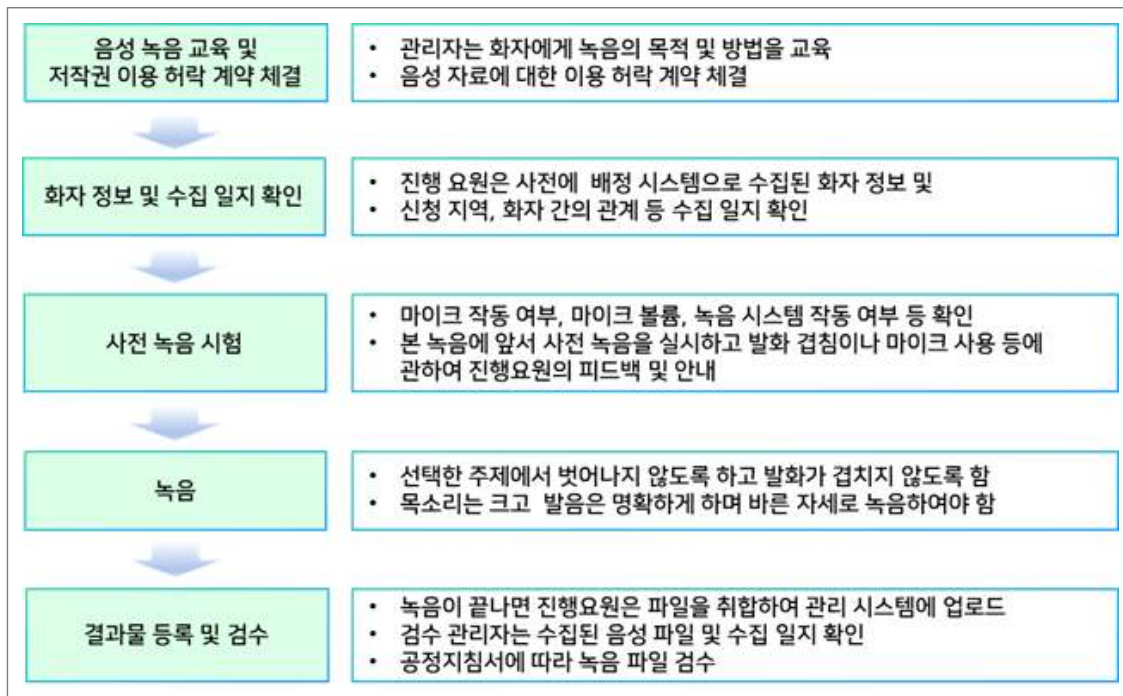 음성 녹음 교육 및
저작권 이용 허락 계약 체결
• 관리자는 화자에게 녹음의 목적 및 방법을 교육
• 음성 자료에 대한 이용 허락 계약 체결
화자 정보 및 수집 일지 확인
• 진행 요원은 사전에 배정 시스템으로 수집된 화자 정보 및
• 신청 지역, 화자 간의 관계 등 수집 일지 확인
사전 녹음 시험
• 마이크 작동 여부, 마이크 볼륨, 녹음 시스템 작동 여부 등 확인
• 본 녹음에 앞서 사전 녹음을 실시하고 발화 겹침이나 마이크 사용 등에
관하여 진행요원의 피드백 및 안내
녹음
• 선택한 주제에서 벗어나지 않도록 하고 발화가 겹치지 않도록 함
• 목소리는 크고 발음은 명확하게 하며 바른 자세로 녹음하여야 함
결과물 등록 및 검수
• 녹음이 끝나면 진행요원은 파일을 취합하여 관리 시스템에 업로드
• 검수 관리자는 수집된 음성 파일 및 수집 일지 확인
• 공정지침서에 따라 녹음 파일 검수